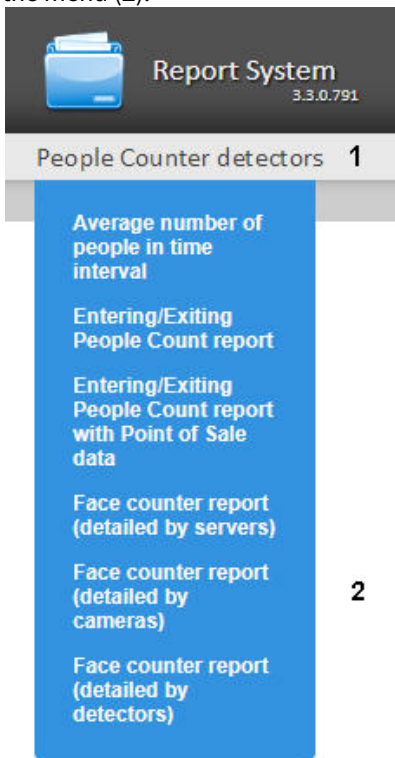 the menu (2).
Report System
3.3.0.791
People Counter detectors 1
Average number of
people in time
interval
Entering/Exiting
People Count report
Entering/Exiting
People Count report
with Point of Sale
data
Face counter report
(detailed by servers)
Face counter report
(detailed by
cameras)
2
Face counter report
(detailed by
detectors)